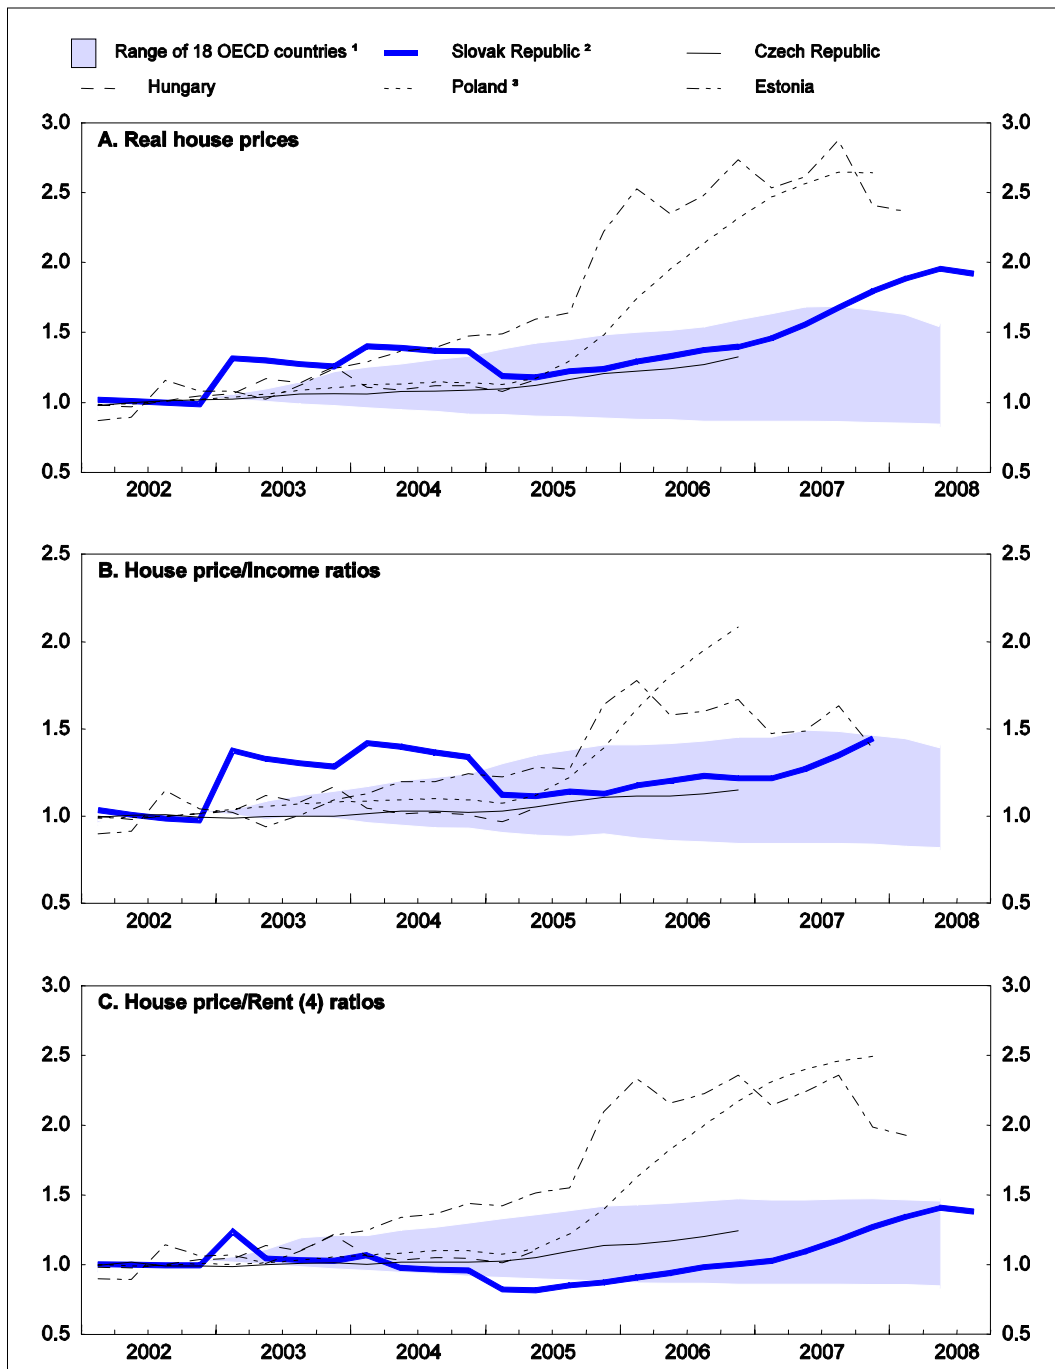 Range of 18 OECD countries ¹ Slovak Republic ² Czech Republic
Hungary Poland ³ Estonia
3.0 3.0
A. Real house prices
2.5 2.5
2.0 2.0
1.5 1.5
1.0 1.0
0.5 0.5
2002 2003 2004 2005 2006 2007 2008
2.5 2.5
B. House price/Income ratios
2.0 2.0
1.5 1.5
1.0 1.0
0.5 0.5
2002 2003 2004 2005 2006 2007 2008
3.0 3.0
C. House price/Rent (4) ratios
2.5 2.5
2.0 2.0
1.5 1.5
1.0 1.0
0.5 0.5
2002 2003 2004 2005 2006 2007 2008